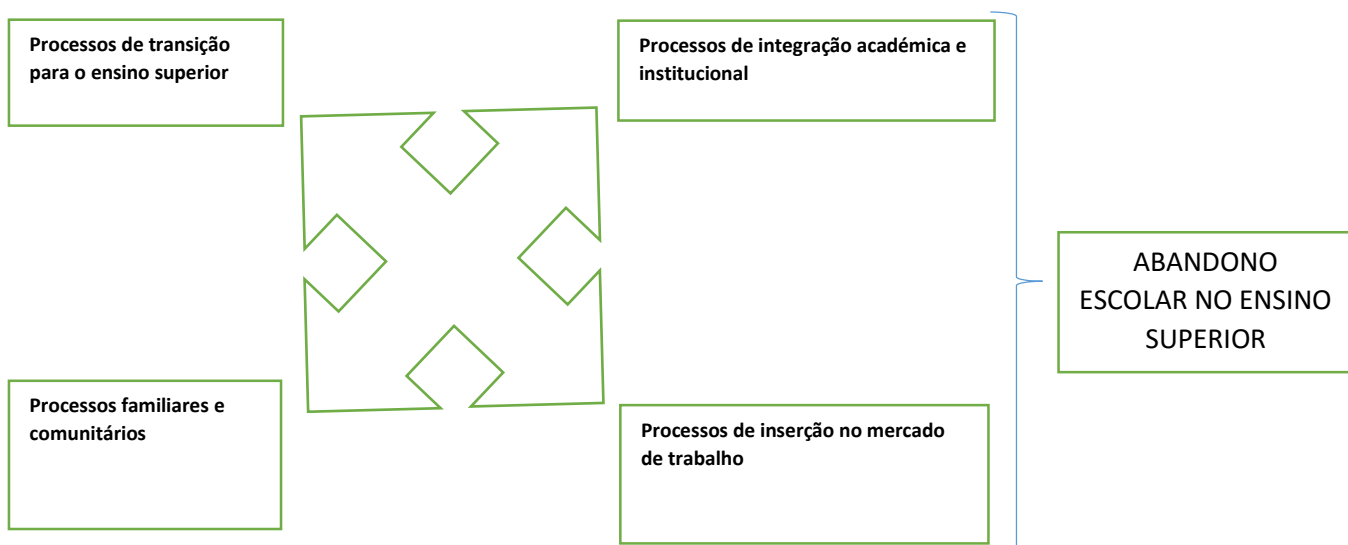 Processos de transição
para o ensino superior
Processos de integração académica e
institucional
Processos familiares e
comunitários
Processos de inserção no mercado
de trabalho
ABANDONO
ESCOLAR NO ENSINO
SUPERIOR